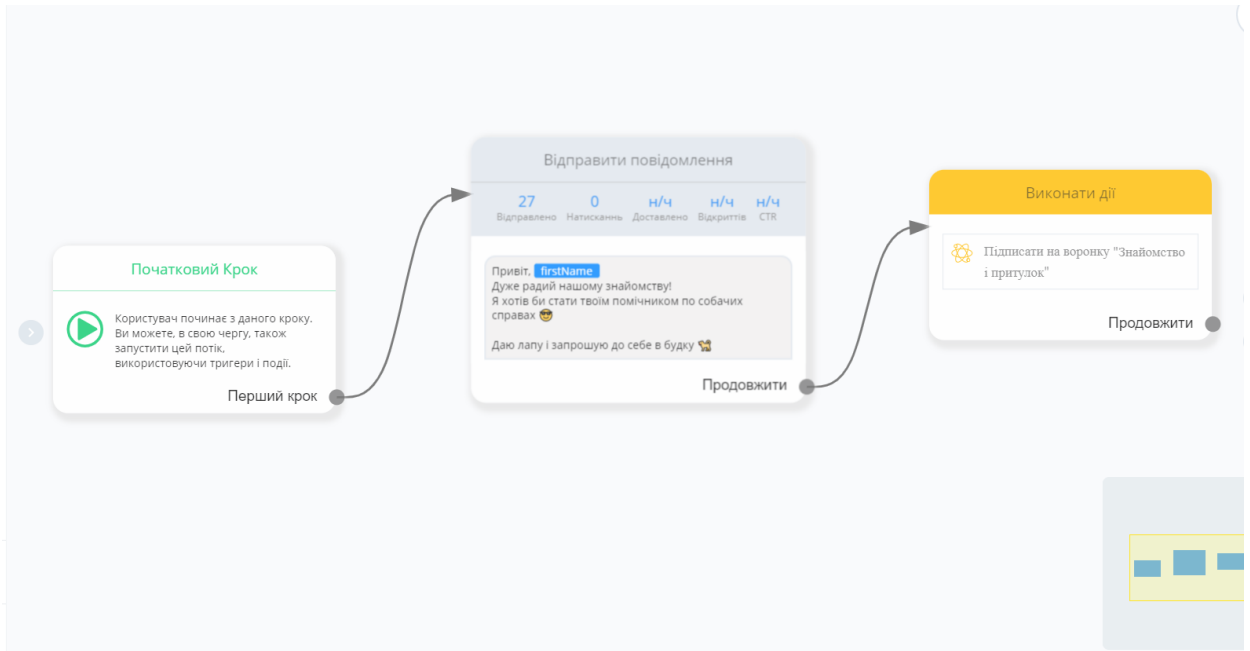 Початковий Крок
Користувач починає з даного кроку.
Ви можете, в свою чергу, також
запустити цей потік,
використовуючи тригери і події.
Перший крок
Відправити повідомлення
27 0 н/ч н/ч н/ч
Відправлено Натисканнь Доставлено Відкриттів CTR
Привіт, firstName
Дуже радий нашому знайомству!
Я хотів би стати твоїм помічником по собачих
справах 😎
Даю лапу і запрошую до себе в будку 🐕
Продовжити
Виконати дії
Підписати на воронку "Знайомство
і притулок"
Продовжити